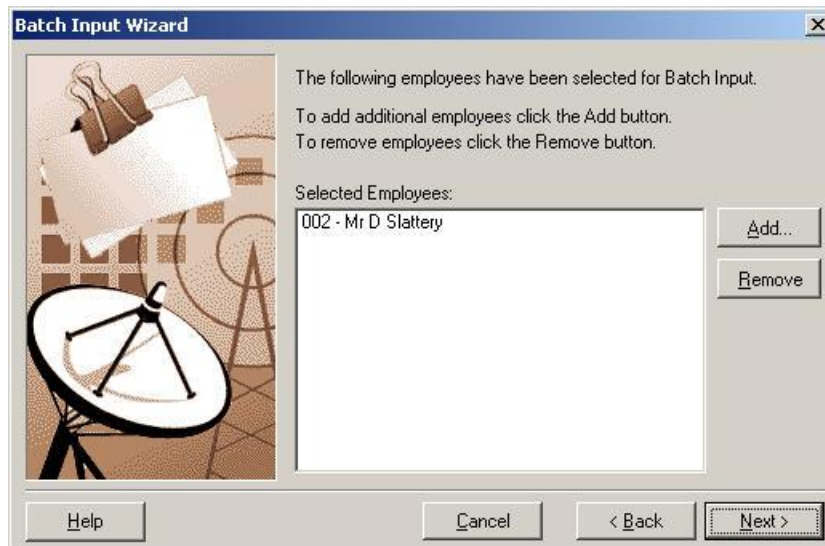 Batch Input Wizard
The following employees have been selected for Batch Input.
To add additional employees click the Add button.
To remove employees click the Remove button.
Selected Employees:
002 - Mr D Slattery
Add...
Remove
Help
Cancel
< Back
Next >